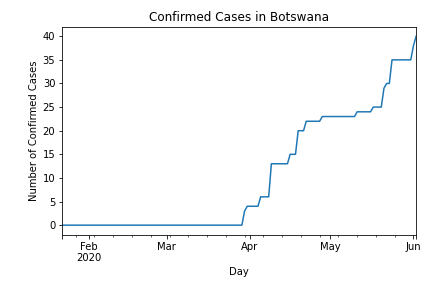 Confirmed Cases in Botswana
Number of Confirmed Cases
40
35
30
25
20
15
10
5
0
Feb
2020
Mar
Apr
May
Jun
Day